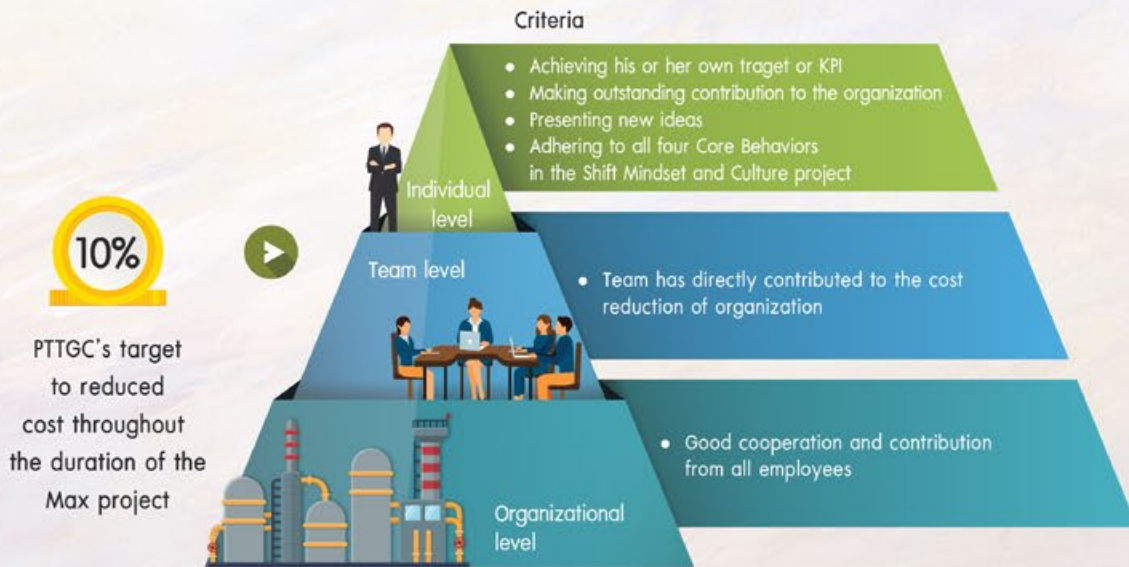 Criteria
• Achieving his or her own traget or KPI
• Making outstanding contribution to the organization
• Presenting new ideas
• Adhering to all four Core Behaviors
in the Shift Mindset and Culture project
Individual
level
10%
PTTGC's target
to reduced
cost throughout
the duration of the
Max project
Team level
• Team has directly contributed to the cost
reduction of organization
• Good cooperation and contribution
from all employees
Organizational
level